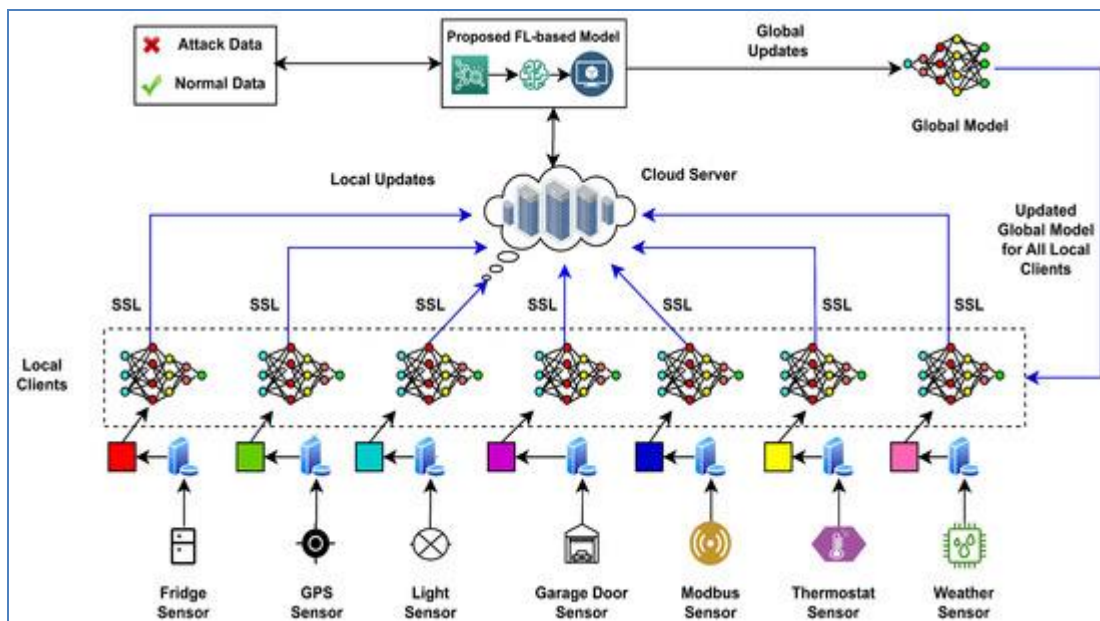 Attack Data
Normal Data
Proposed FL-based Model
Global
Updates
Global Model
Local Updates
Cloud Server
Updated
Global Model
for All Local
Clients
SSL
SSL
SSL
SSL
SSL
SSL
SSL
Local
Clients
Fridge
Sensor
GPS
Sensor
Light
Sensor
Garage Door
Sensor
Modbus
Sensor
Thermostat
Sensor
Weather
Sensor